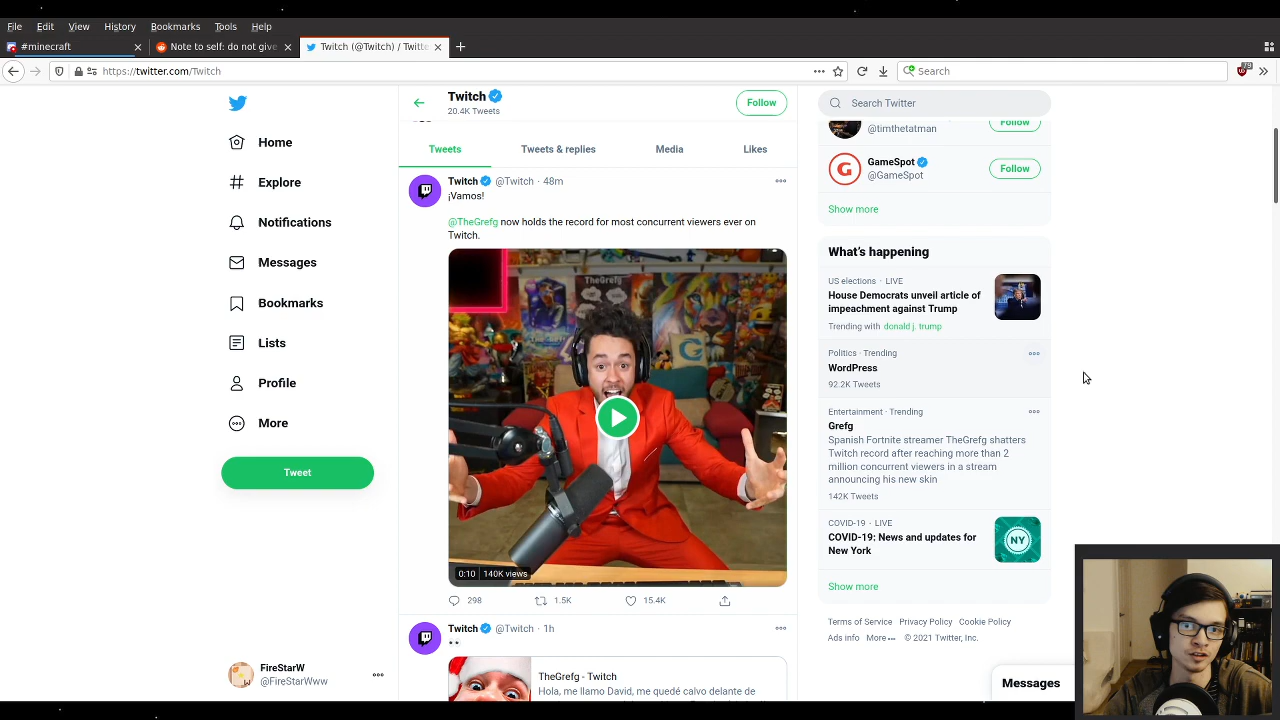 File Edit View History Bookmarks Tools Help
#minecraft
Note to self: do not give
Twitch (@Twitch) / Twitte
https://twitter.com/Twitch
Search
79
Home
Explore
Notifications
Messages
Bookmarks
Lists
Profile
More
Tweet
FireStarW
@FireStarWww
Twitch
20.4K Tweets
Follow
Tweets Tweets & replies Media Likes
Twitch @Twitch · 48m
¡Vamos!
@TheGrefg now holds the record for most concurrent viewers ever on
Twitch.
TheGrefg
0:10 140K views
298 1.5K 15.4K
Twitch @Twitch · 1h
TheGrefg - Twitch
Hola, me llamo David, me quedé calvo delante de
Search Twitter
@timthetatman
Follow
GameSpot
@GameSpot
Follow
Show more
What's happening
US elections · LIVE
House Democrats unveil article of
impeachment against Trump
Trending with donald j. trump
Politics · Trending
WordPress
92.2K Tweets
Entertainment · Trending
Grefg
Spanish Fortnite streamer TheGrefg shatters
Twitch record after reaching more than 2
million concurrent viewers in a stream
announcing his new skin
142K Tweets
COVID-19 · LIVE
COVID-19: News and updates for
New York
NY
Show more
Terms of Service Privacy Policy Cookie Policy
Ads info More © 2021 Twitter, Inc.
Messages